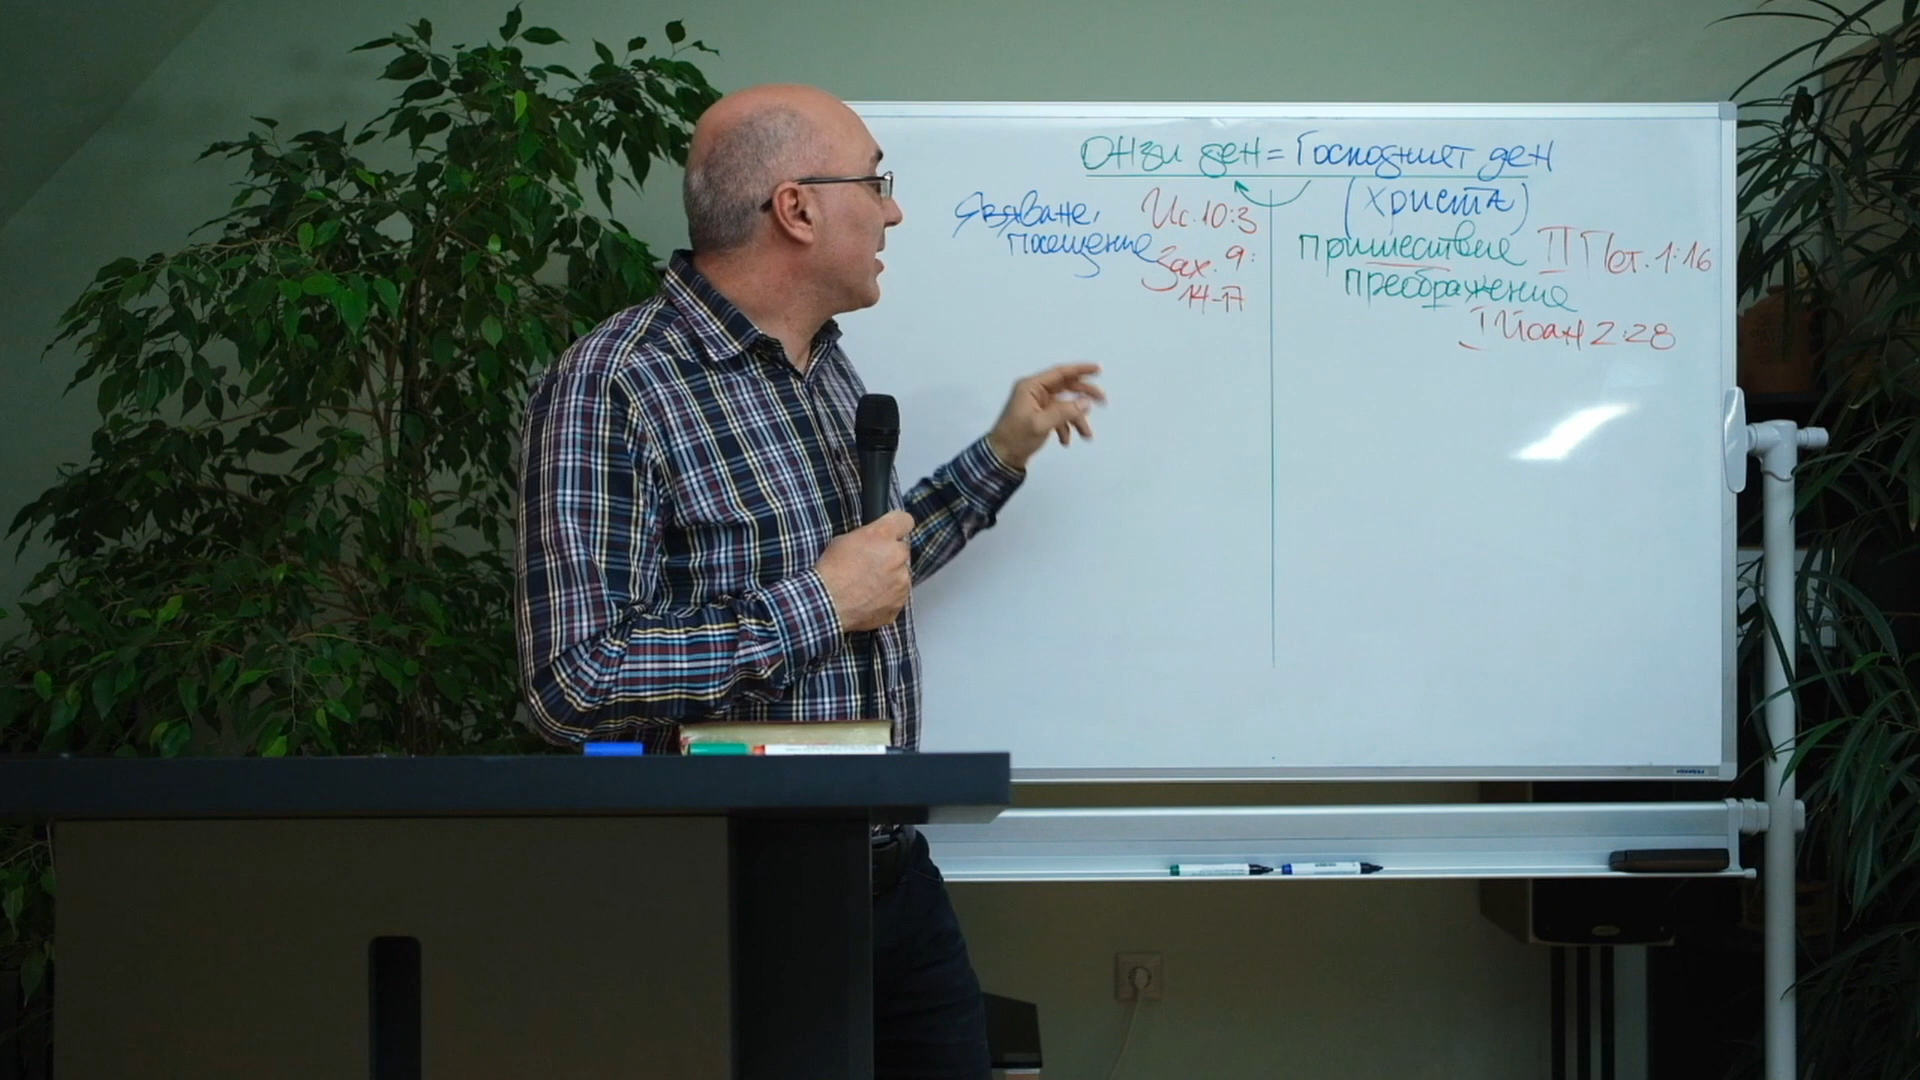 ОНЗИ ДЕН = Господният ден
(Христа)
Явяване,
посещение
Ис. 10:3
Зах. 9:
14-17
Пришествие II Пет. 1:16
преображение
I Йоан 2:28